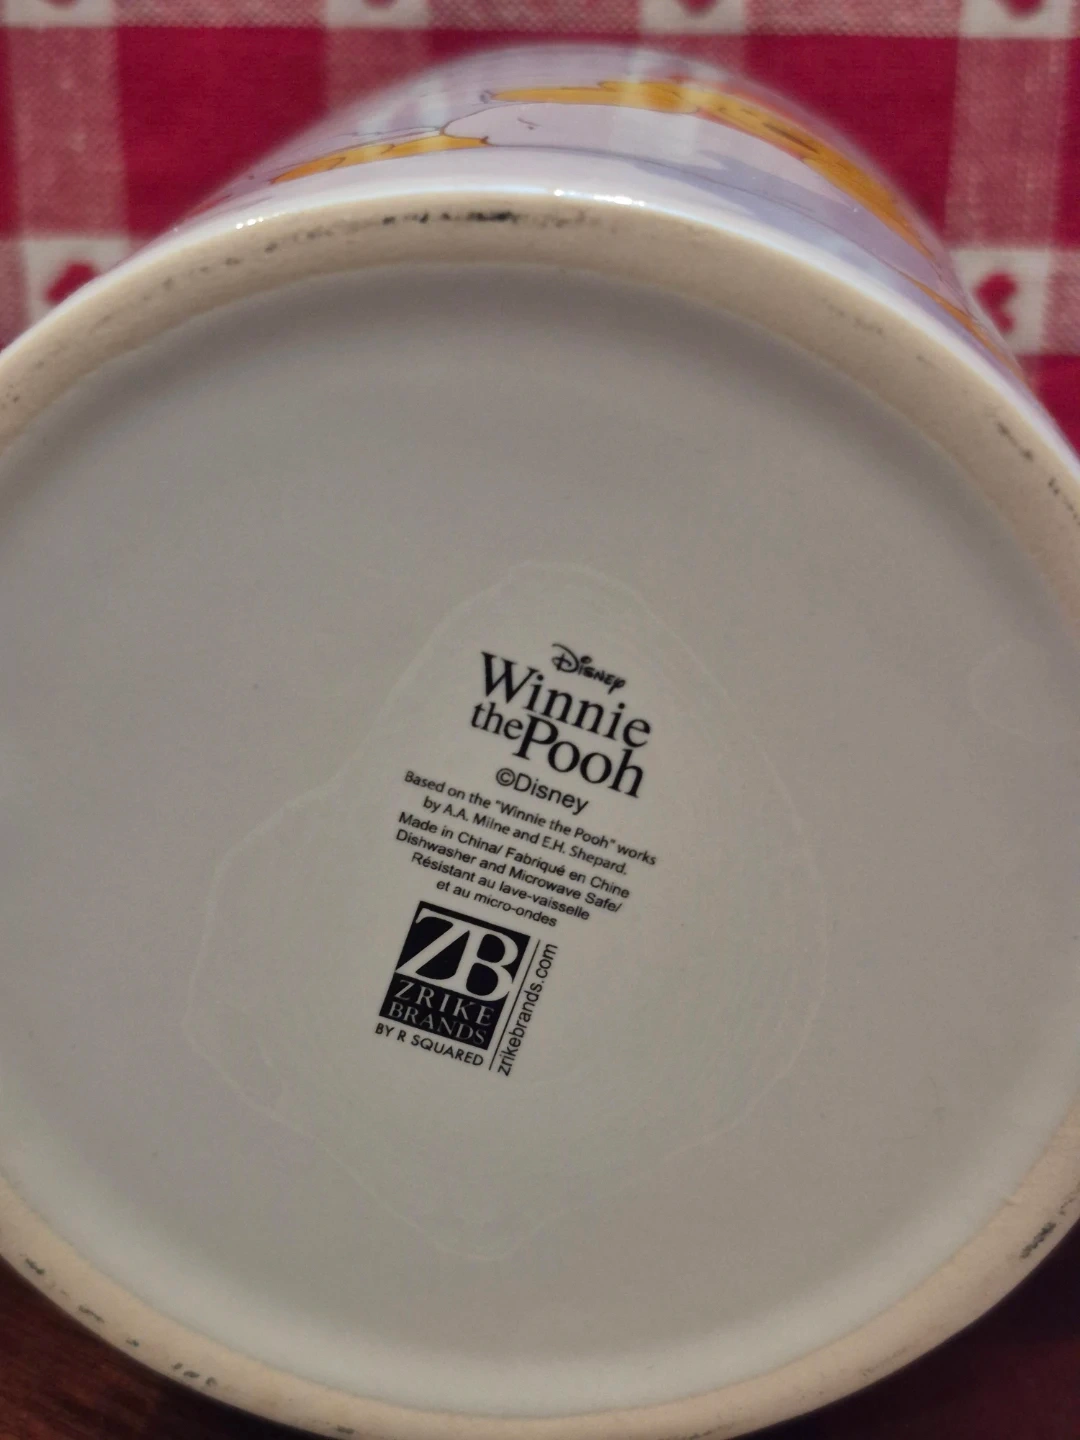 Disney
Winnie
the Pooh
©Disney
Based on the "Winnie the Pooh" works
by A.A. Milne and E.H. Shepard.
Made in China/ Fabriqué en Chine
Dishwasher and Microwave Safe/
Résistant au lave-vaisselle
et au micro-ondes
ZB
ZRIKE
BRANDS
BY R SQUARED
zrikebrands.com